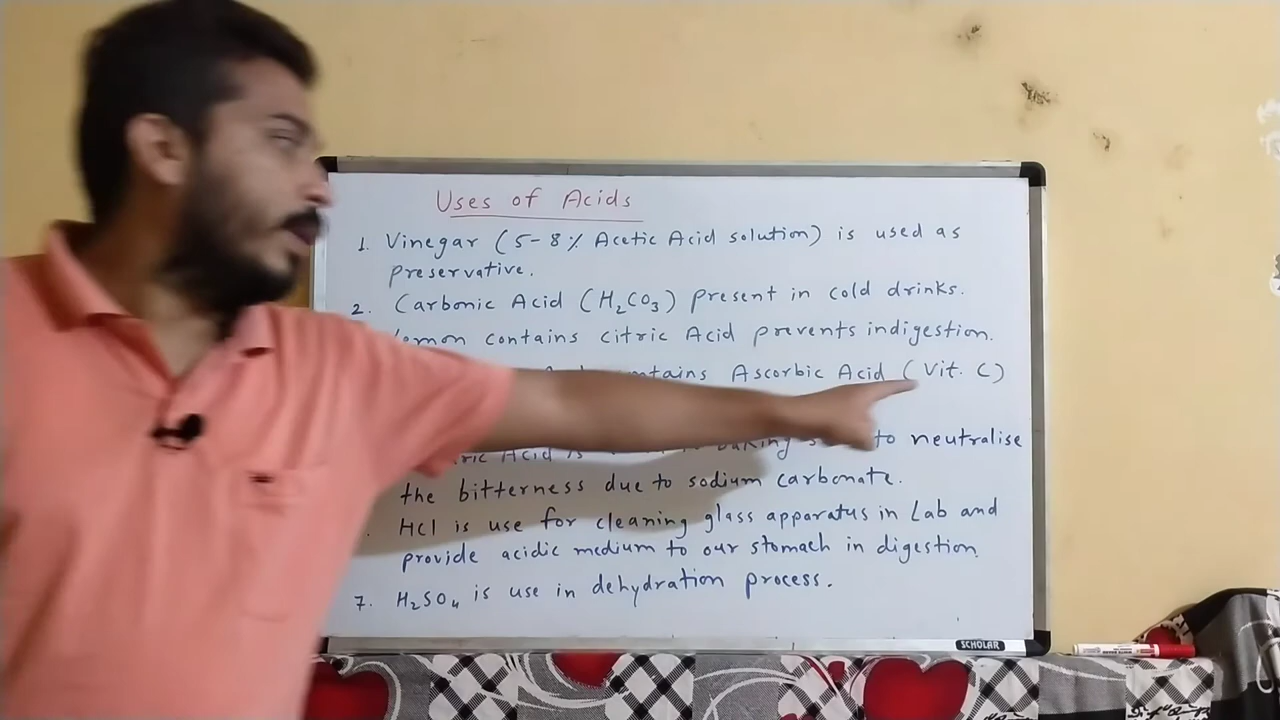 Uses of Acids
1. Vinegar (5-8% Acetic Acid solution) is used as
preservative.
2. Carbonic Acid (H₂CO₃) present in cold drinks.
contains citric Acid prevents indigestion.
Ascorbic Acid (Vit. C)
Acid is to neutralise
the bitterness due to sodium carbonate.
HCl is use for cleaning glass apparatus in Lab and
provide acidic medium to our stomach in digestion
7. H₂SO₄ is use in dehydration process.
SCHOLAR